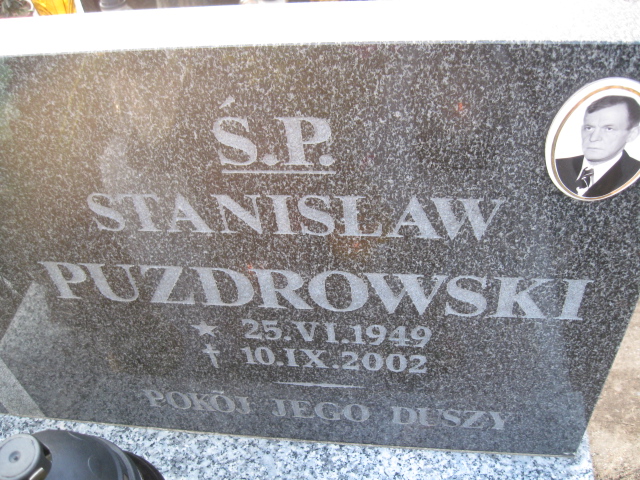 Ś.P.
STANISŁAW
PUZDROWSKI
★ 25.VI.1949
† 10.IX.2002
POKÓJ JEGO DUSZY